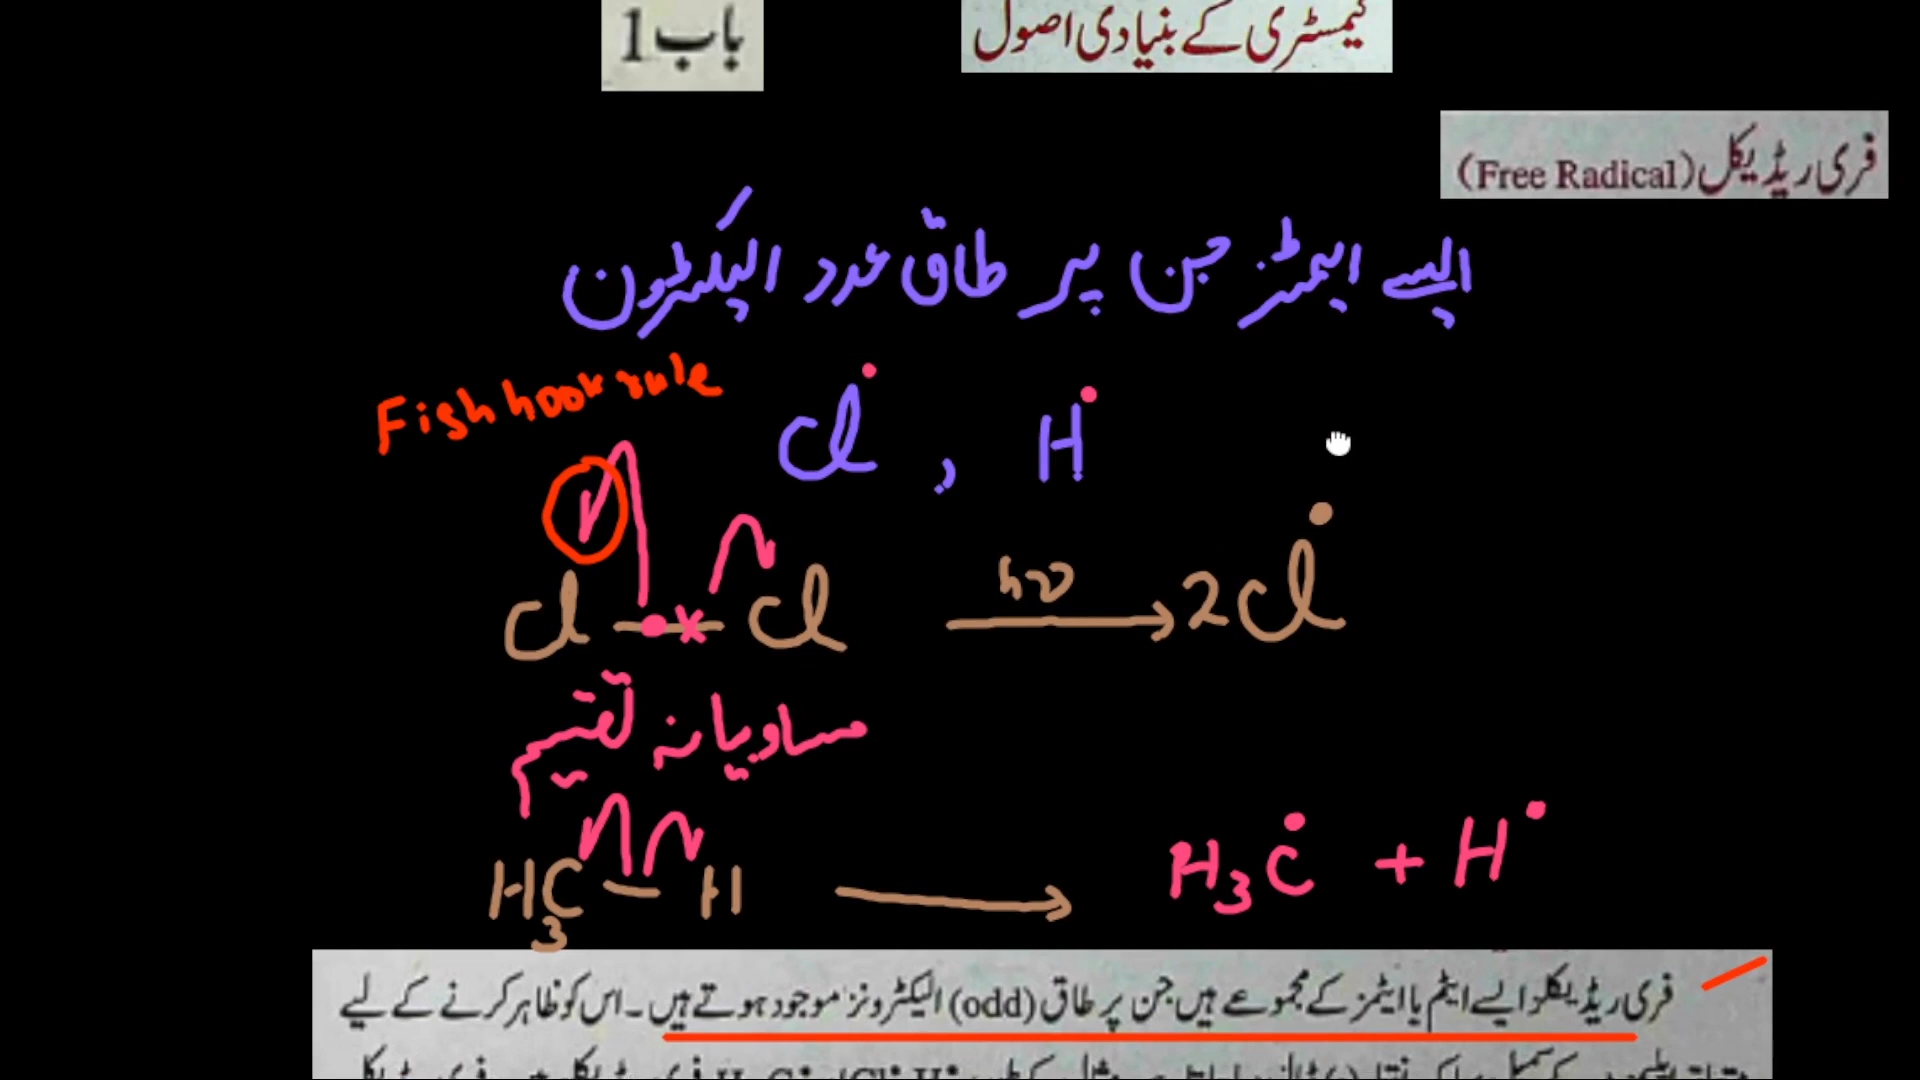 باب 1
کیمسٹری کے بنیادی اصول
فری ریڈیکل (Free Radical)
ایسے ایٹمز جن پر طاق عدد الیکٹرون
Fish hook rule
Cl• , H•
Cl — Cl hν → 2Cl•
مساویانہ تقسیم
H₃C — H → H₃C• + H•
فری ریڈیکلز ایسے ایٹم یا ایٹمز کے مجموعے ہیں جن پر طاق (odd) الیکٹرونز موجود ہوتے ہیں۔ اس کو ظاہر کرنے کے لیے